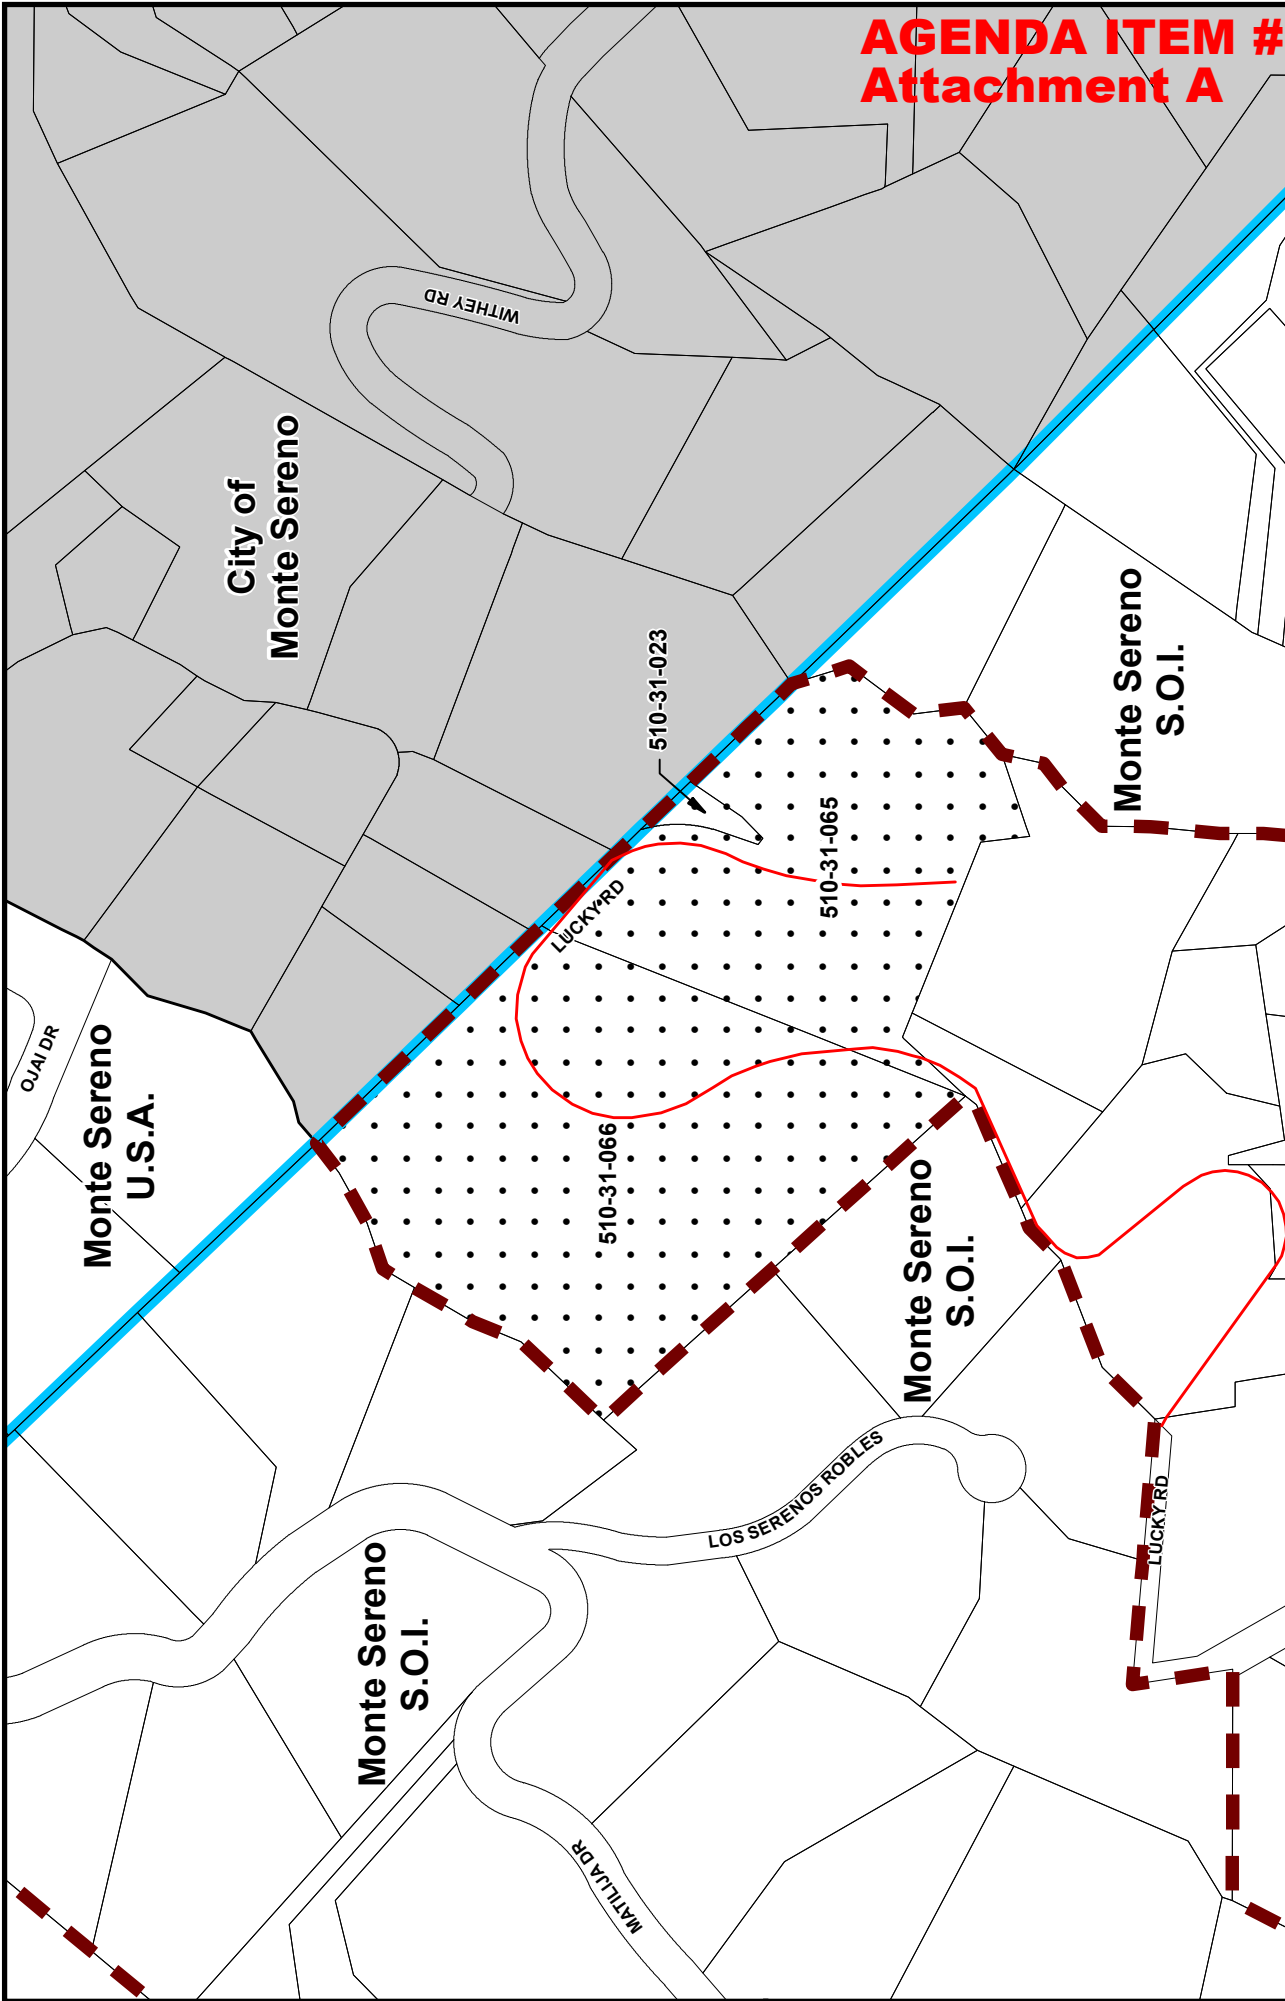 AGENDA ITEM #
Attachment A
WITHEY RD
City of
Monte Sereno
510-31-023
Monte Sereno
S.O.I.
510-31-065
LUCKY RD
OJAI DR
Monte Sereno
U.S.A.
510-31-066
Monte Sereno
S.O.I.
LOS SERENOS ROBLES
LUCKY RD
Monte Sereno
S.O.I.
MATILIJA DR